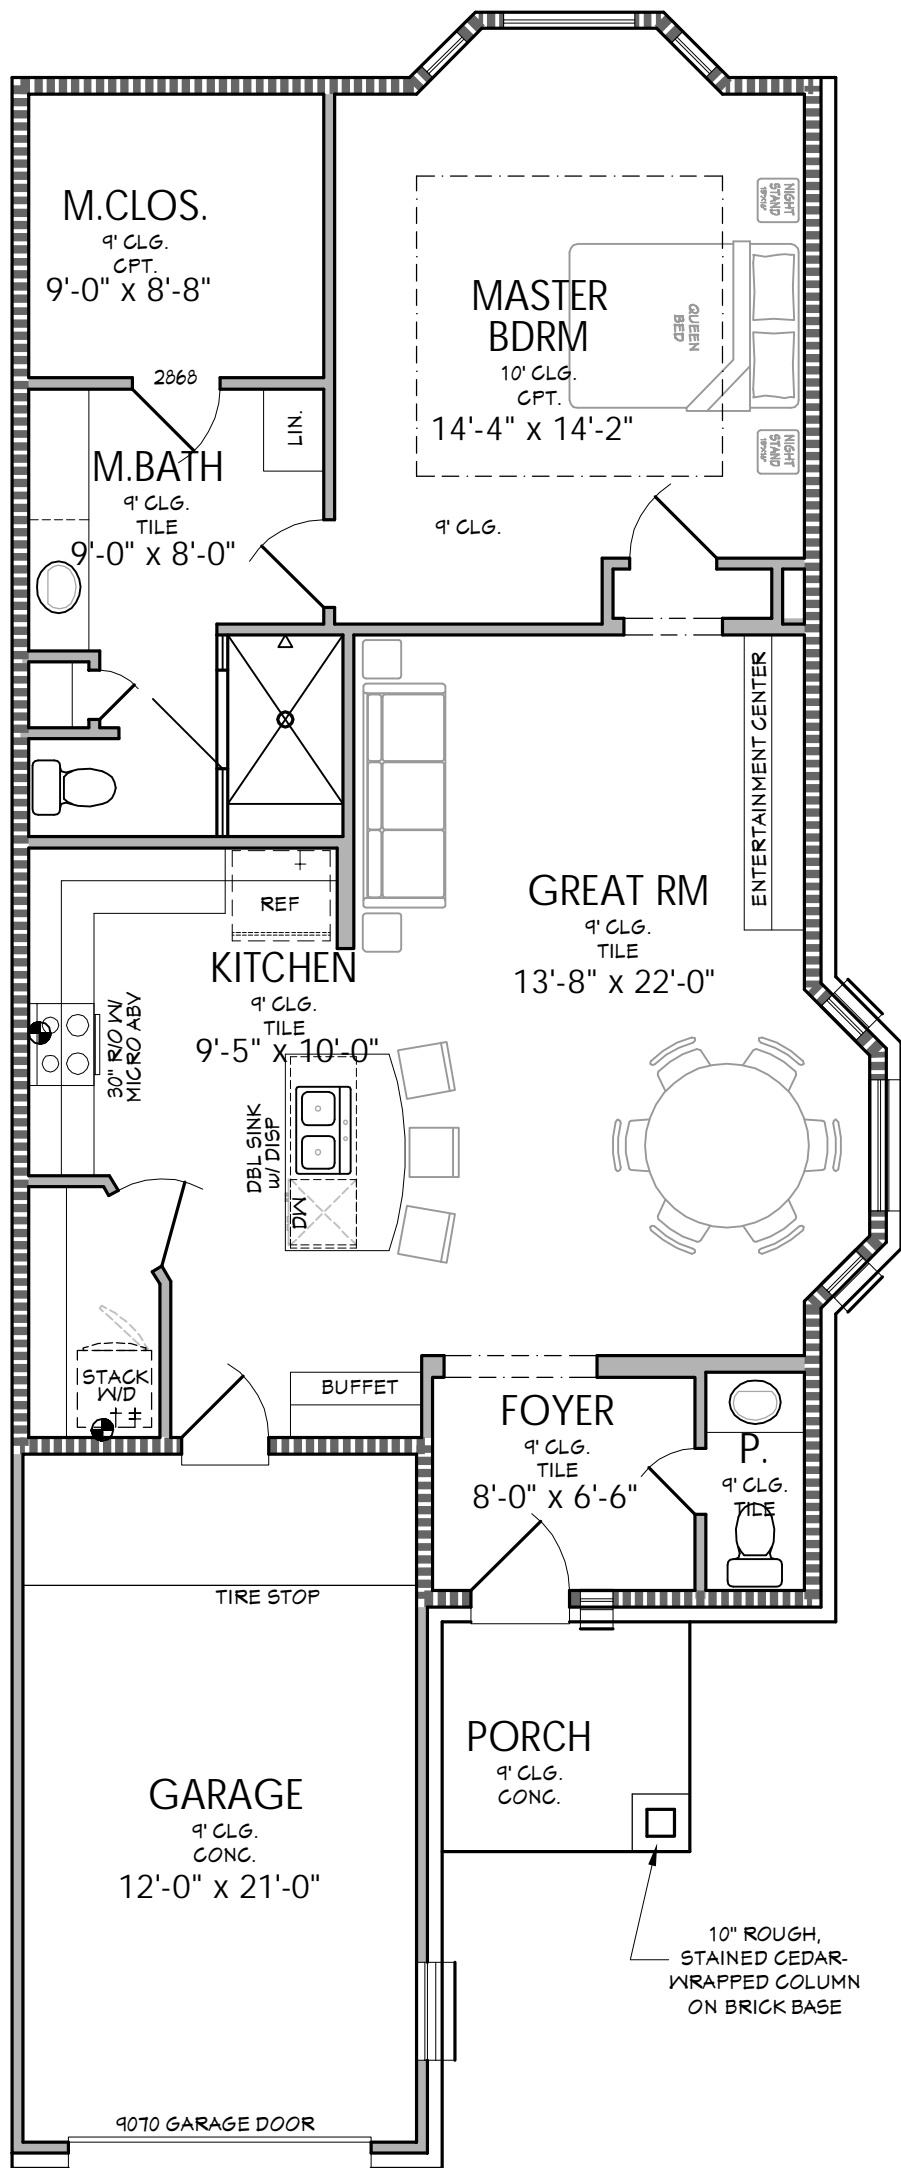 M.CLOS.
9' CLG.
CPT.
9'-0" x 8'-8"
2868
NIGHT
STAND
MASTER
BDRM
10' CLG.
CPT.
14'-4" x 14'-2"
QUEEN
BED
NIGHT
STAND
9' CLG.
LIN.
M.BATH
9' CLG.
TILE
9'-0" x 8'-0"
ENTERTAINMENT CENTER
GREAT RM
9' CLG.
TILE
13'-8" x 22'-0"
REF
KITCHEN
9' CLG.
TILE
9'-5" x 10'-0"
30" R/O W/
MICRO ABV
DBL SINK
w/ DISP
DW
STACK
W/D
BUFFET
FOYER
9' CLG.
TILE
8'-0" x 6'-6"
P.
9' CLG.
TILE
TIRE STOP
PORCH
9' CLG.
CONC.
GARAGE
9' CLG.
CONC.
12'-0" x 21'-0"
10" ROUGH,
STAINED CEDAR-
WRAPPED COLUMN
ON BRICK BASE
9070 GARAGE DOOR